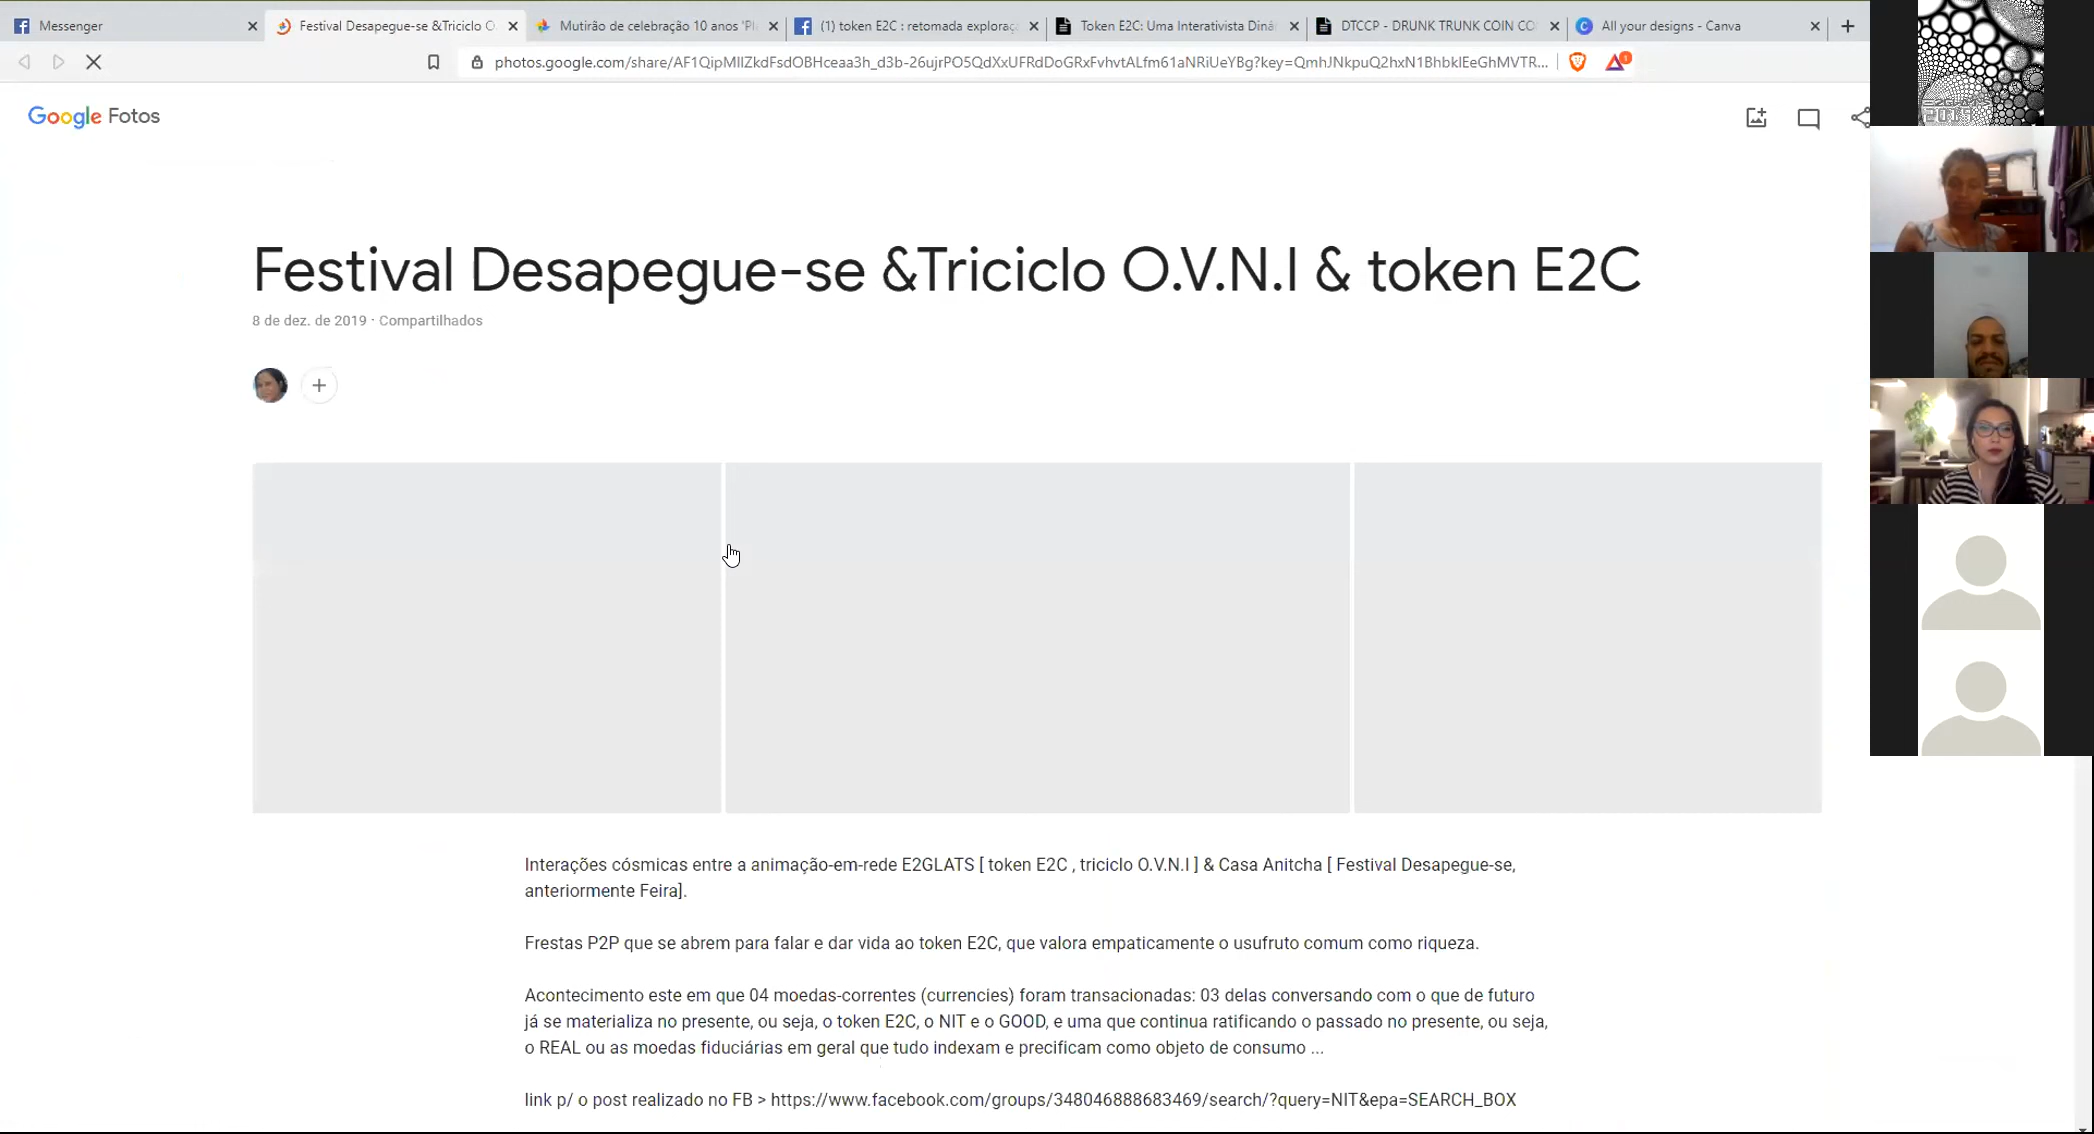 Messenger
Festival Desapegue-se &Triciclo O.
Mutirão de celebração 10 anos 'Pl
(1) token E2C : retomada exploraç
Token E2C: Uma Interativista Dinâ
DTCCP - DRUNK TRUNK COIN CO
All your designs - Canva
photos.google.com/share/AF1QipMIIZkdFsdOBHceaa3h_d3b-26ujrPO5QdXxUFRdDoGRxFvhvtALfm61aNRiUeYBg?key=QmhJNkpuQ2hxN1BhbklEeGhMVTR...
1
Google Fotos
E2GLATS
2019
Festival Desapegue-se &Triciclo O.V.N.I & token E2C
8 de dez. de 2019 · Compartilhados
Interações cósmicas entre a animação-em-rede E2GLATS [ token E2C , triciclo O.V.N.I ] & Casa Anitcha [ Festival Desapegue-se,
anteriormente Feira].
Frestas P2P que se abrem para falar e dar vida ao token E2C, que valora empaticamente o usufruto comum como riqueza.
Acontecimento este em que 04 moedas-correntes (currencies) foram transacionadas: 03 delas conversando com o que de futuro
já se materializa no presente, ou seja, o token E2C, o NIT e o GOOD, e uma que continua ratificando o passado no presente, ou seja,
o REAL ou as moedas fiduciárias em geral que tudo indexam e precificam como objeto de consumo ...
link p/ o post realizado no FB > https://www.facebook.com/groups/348046888683469/search/?query=NIT&epa=SEARCH_BOX